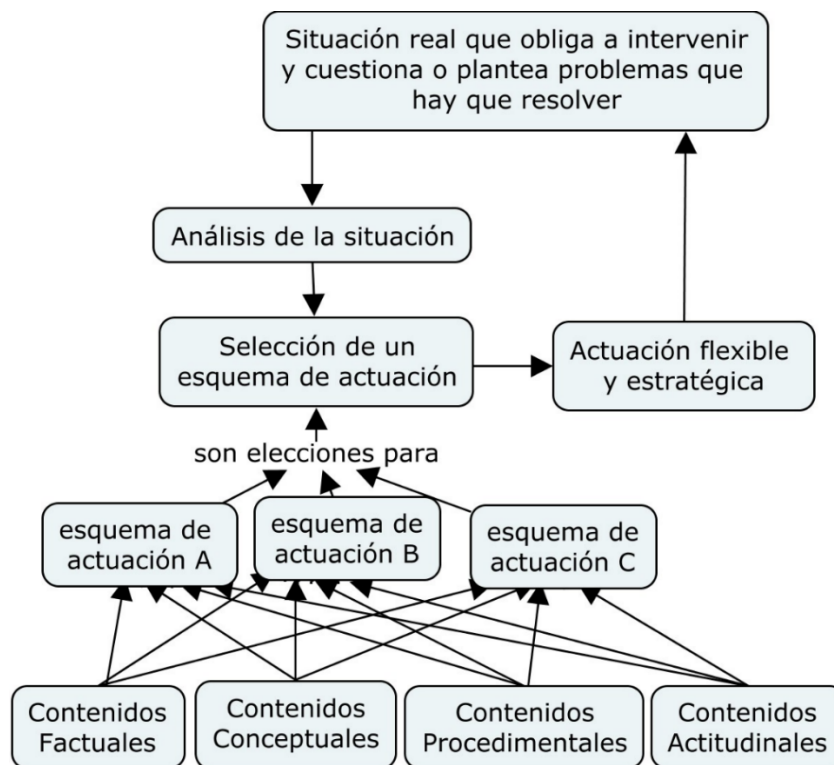 Situación real que obliga a intervenir
y cuestiona o plantea problemas que
hay que resolver
Análisis de la situación
Selección de un
esquema de actuación
Actuación flexible
y estratégica
son elecciones para
esquema de
actuación A
esquema de
actuación B
esquema de
actuación C
Contenidos
Factuales
Contenidos
Conceptuales
Contenidos
Procedimentales
Contenidos
Actitudinales